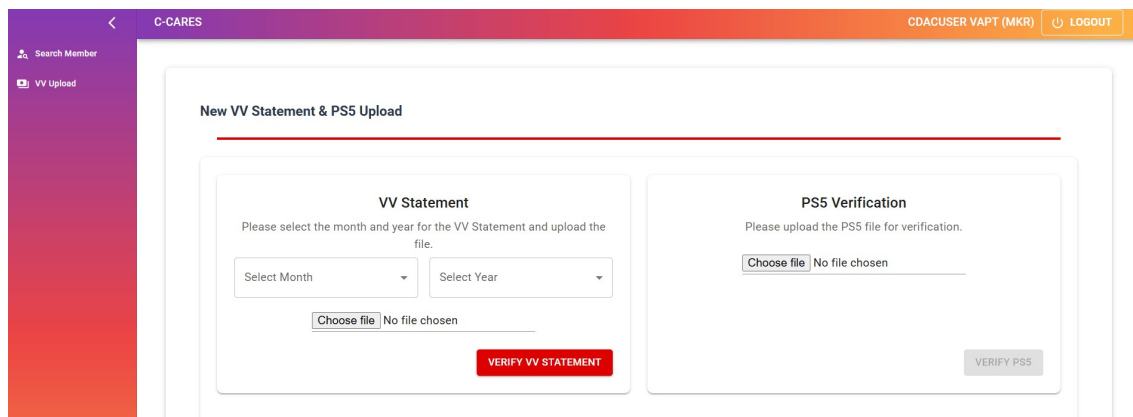 C-CARES
CDACUSER VAPT (MKR)
LOGOUT
Search Member
VV Upload
New VV Statement & PS5 Upload
VV Statement
Please select the month and year for the VV Statement and upload the
file.
Select Month
Select Year
Choose file No file chosen
VERIFY VV STATEMENT
PS5 Verification
Please upload the PS5 file for verification.
Choose file No file chosen
VERIFY PS5